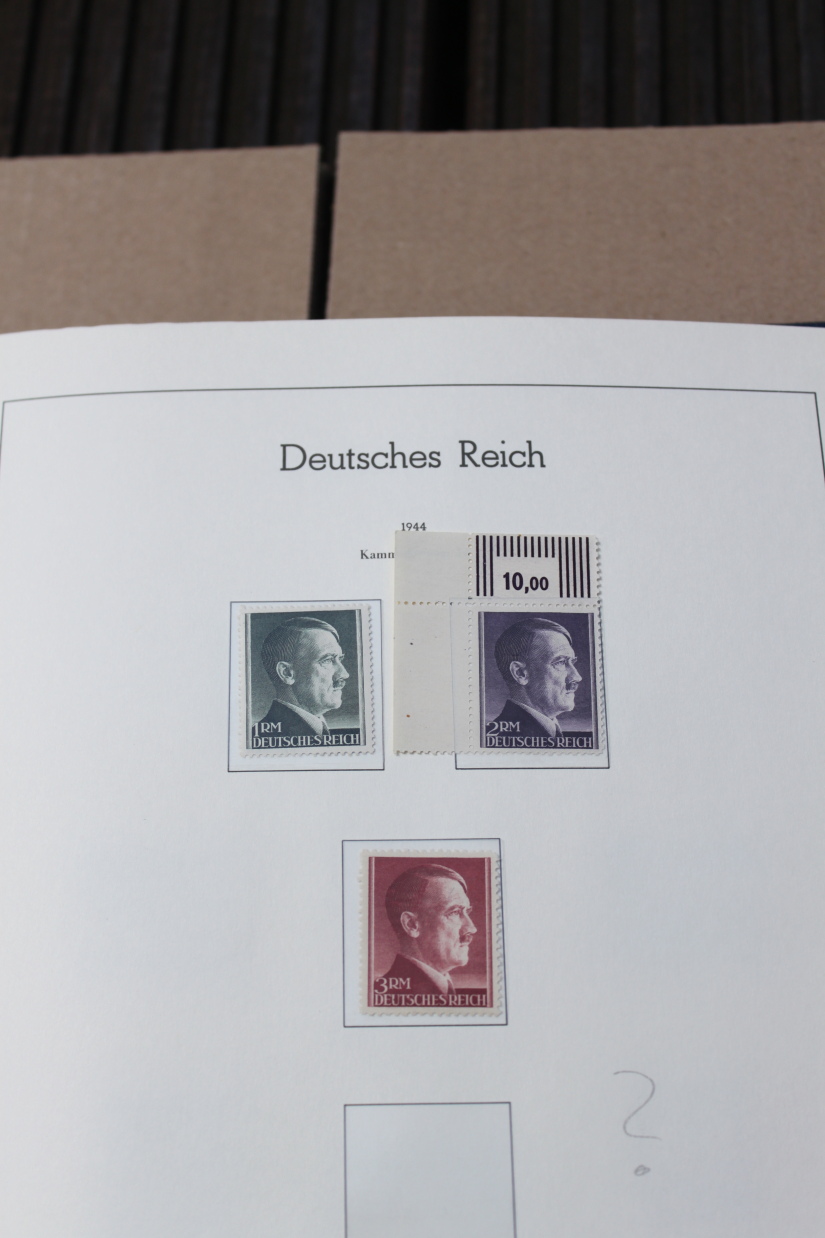 Deutsches Reich
1944
Kamm
10,00
1RM
DEUTSCHES REICH
2RM
DEUTSCHES REICH
3RM
DEUTSCHES REICH
?